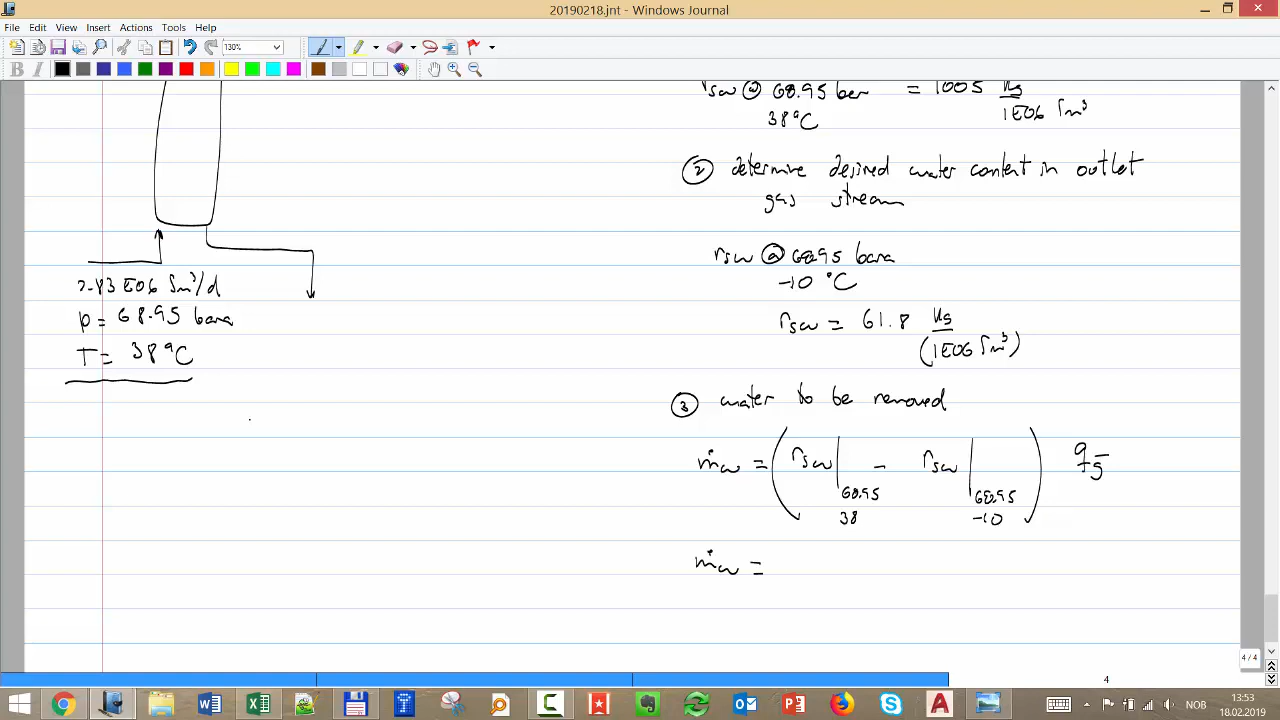 20190218.jnt - Windows Journal
File Edit View Insert Actions Tools Help
130%
B I
rsw @ 68.95 bar = 1005 kg
38°C 1E06 Sm³
② determine desired water content in outlet
gas stream
rsw @ 68.95 bara
-10 °C
rsw = 61.8 kg
(1E06 Sm³)
③ water to be removed
ṁw = ( rsw | - rsw | ) qg
68.95 68.95
38 -10
ṁw =
2.83 E06 Sm³/d
p = 68.95 bara
T = 38°C
4 / 4
4
NOB
13:53
18.02.2019